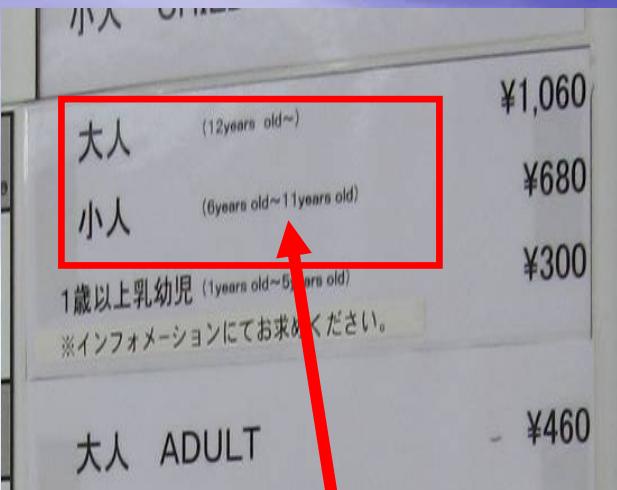 小人
大人 (12years old~) ¥1,060
小人 (6years old~11years old) ¥680
1歳以上乳幼児 (1years old~5years old) ¥300
※インフォメーションにてお求めください。
大人 ADULT ¥460